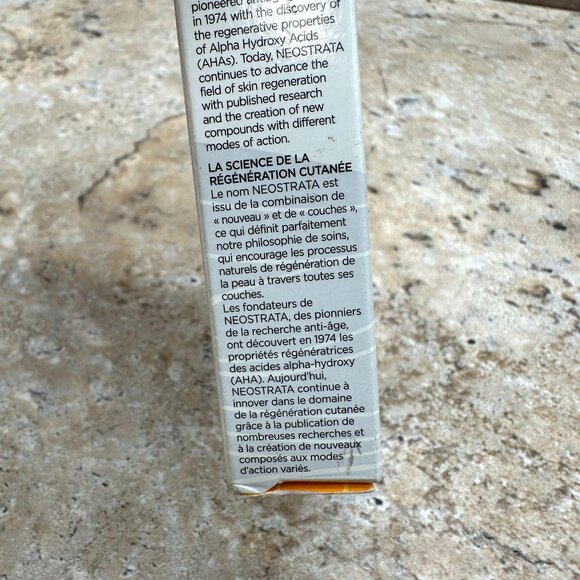 pioneered
in 1974 with the discovery of
the regenerative properties
of Alpha Hydroxy Acids
(AHAs). Today, NEOSTRATA
continues to advance the
field of skin regeneration
with published research
and the creation of new
compounds with different
modes of action.
LA SCIENCE DE LA
RÉGÉNÉRATION CUTANÉE
Le nom NEOSTRATA est
issu de la combinaison de
« nouveau » et de « couches »,
ce qui définit parfaitement
notre philosophie de soins,
qui encourage les processus
naturels de régénération de
la peau à travers toutes ses
couches.
Les fondateurs de
NEOSTRATA, des pionniers
de la recherche anti-âge,
ont découvert en 1974 les
propriétés régénératrices
des acides alpha-hydroxy
(AHA). Aujourd'hui,
NEOSTRATA continue à
innover dans le domaine
de la régénération cutanée
grâce à la publication de
nombreuses recherches et
à la création de nouveaux
composés aux modes
d'action variés.